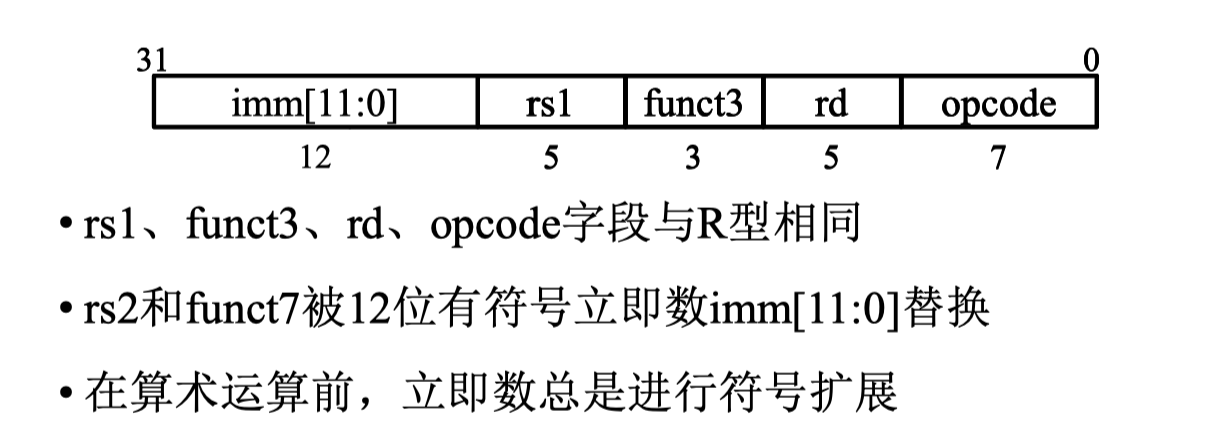 31 0
imm[11:0] rs1 funct3 rd opcode
12 5 3 5 7
• rs1、funct3、rd、opcode字段与R型相同
• rs2和funct7被12位有符号立即数imm[11:0]替换
• 在算术运算前，立即数总是进行符号扩展